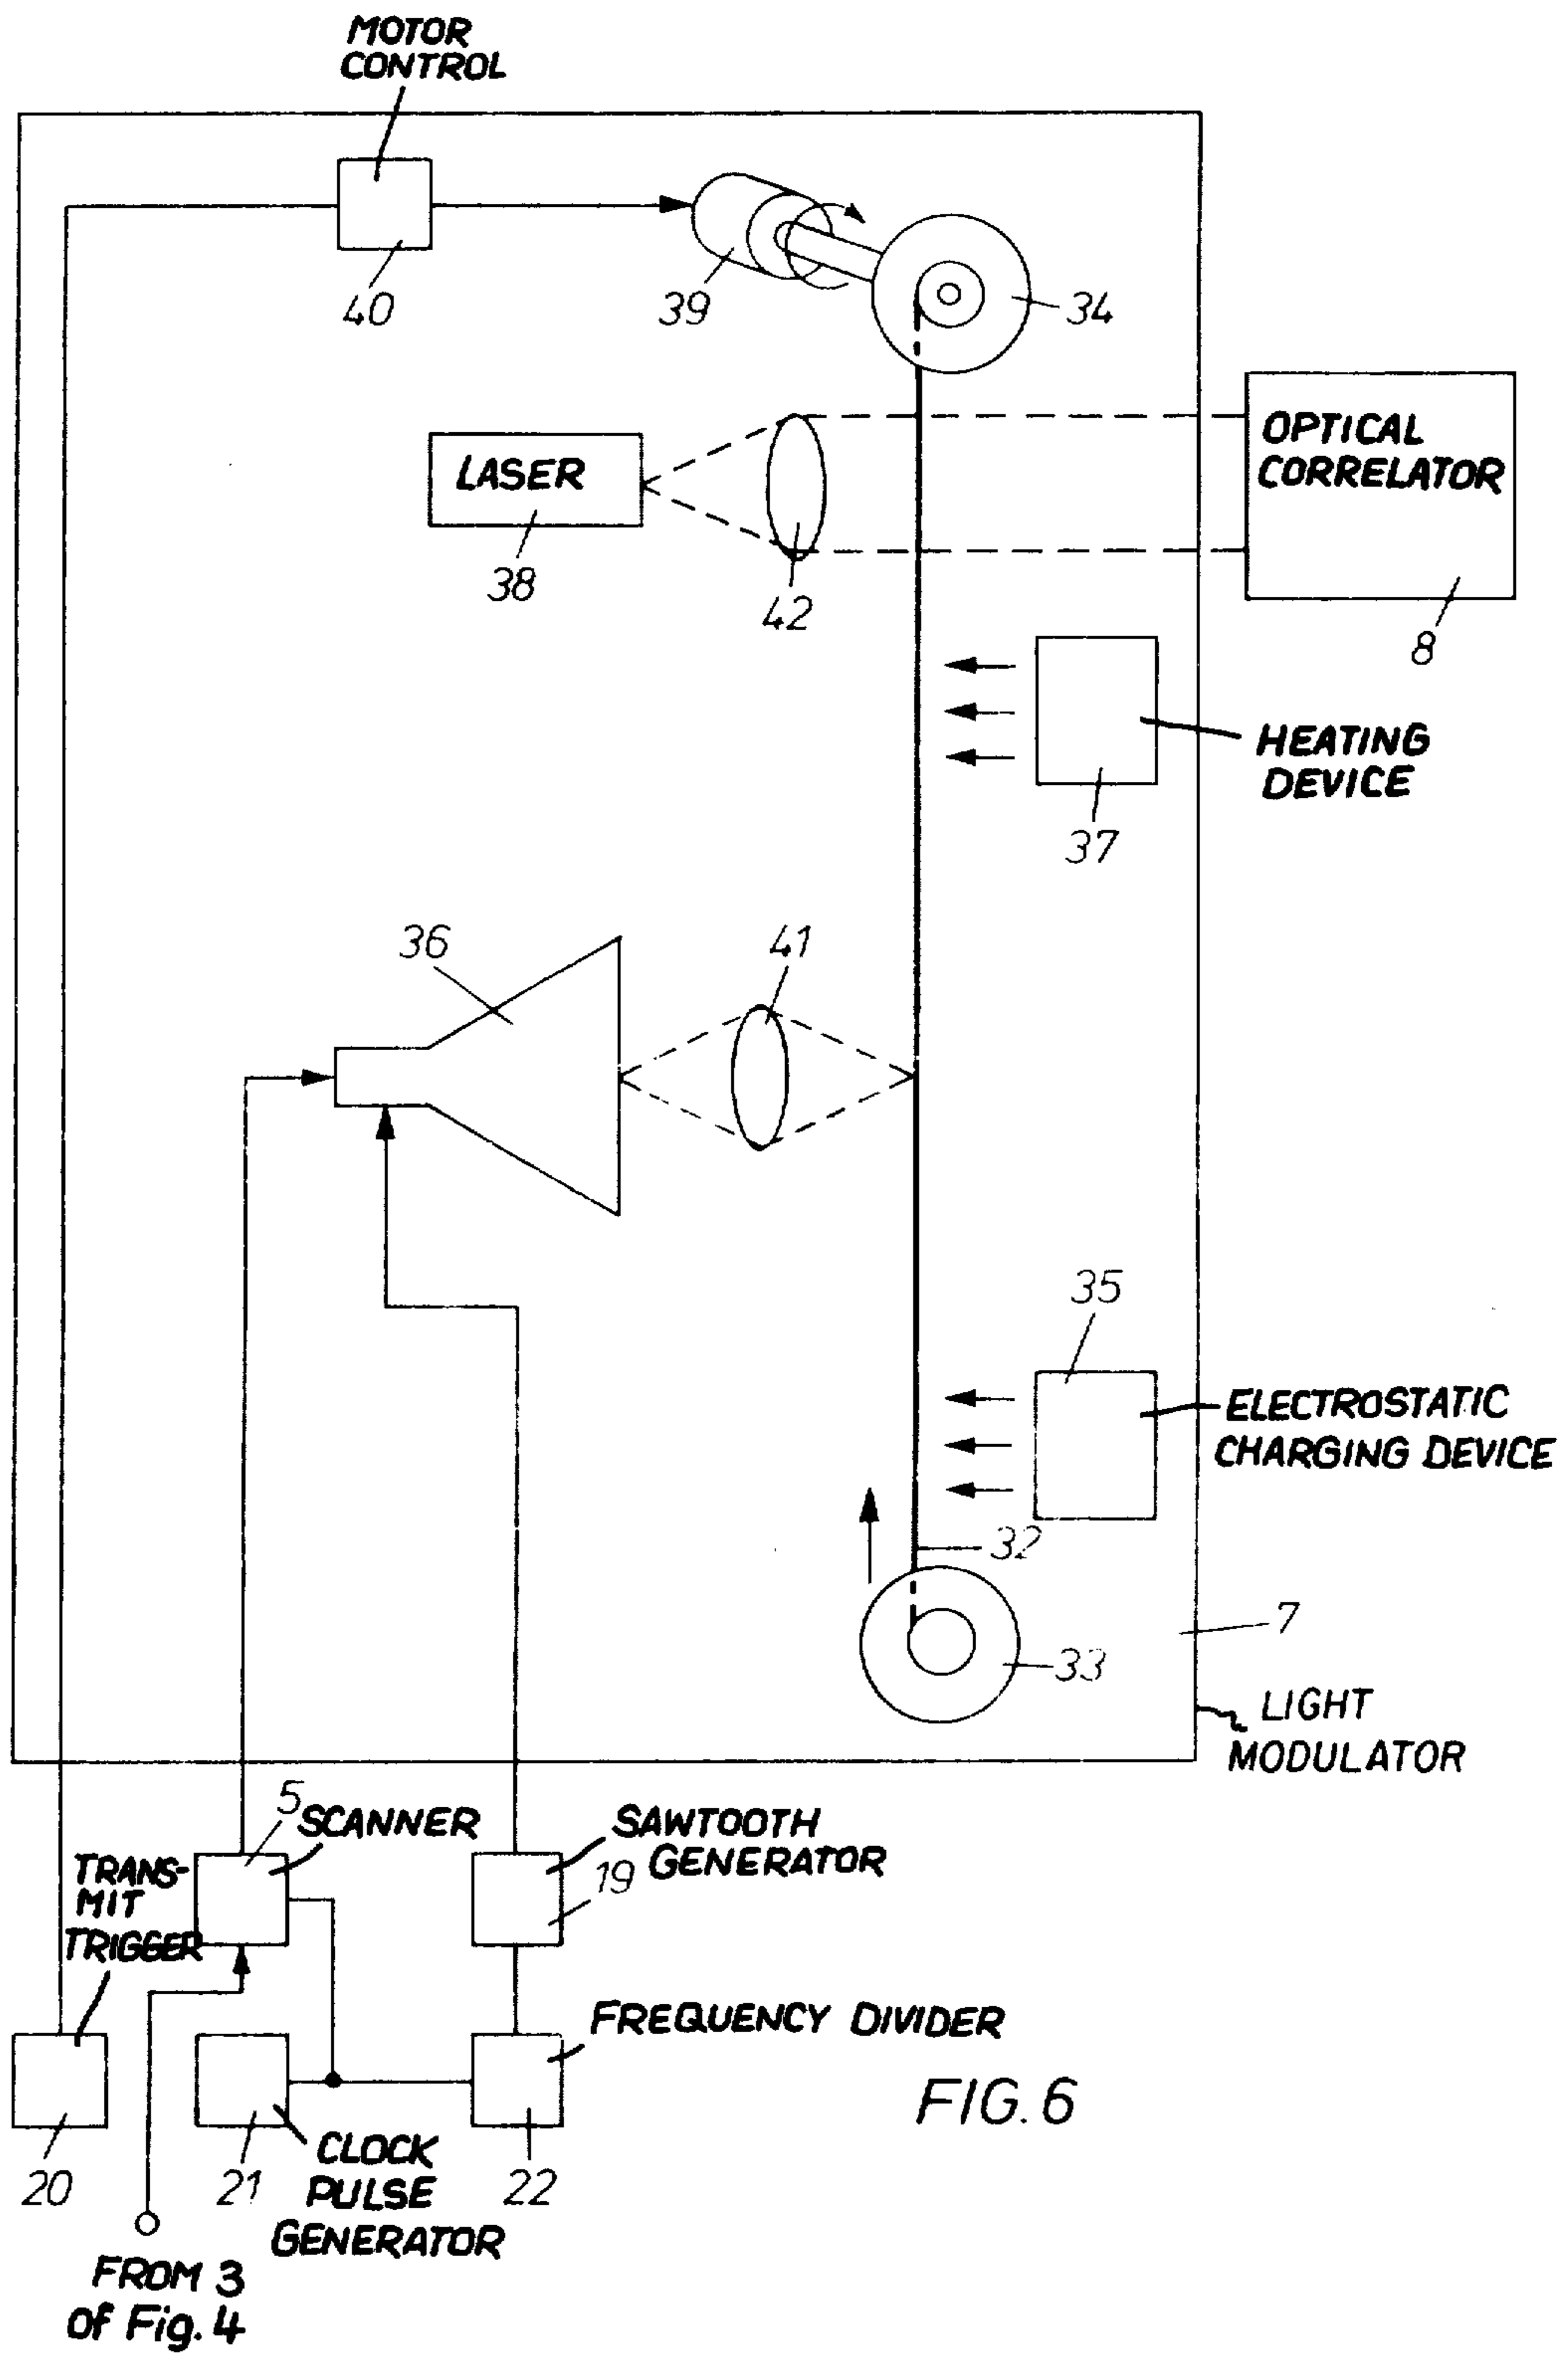 MOTOR
CONTROL
40
39
34
LASER
38
42
OPTICAL
CORRELATOR
8
HEATING
DEVICE
37
36
41
35
ELECTROSTATIC
CHARGING DEVICE
32
7
33
LIGHT
MODULATOR
5
SCANNER
SAWTOOTH
GENERATOR
19
TRANS-
MIT
TRIGGER
FREQUENCY DIVIDER
FIG. 6
20
21
CLOCK
PULSE
GENERATOR
22
FROM 3
of Fig. 4